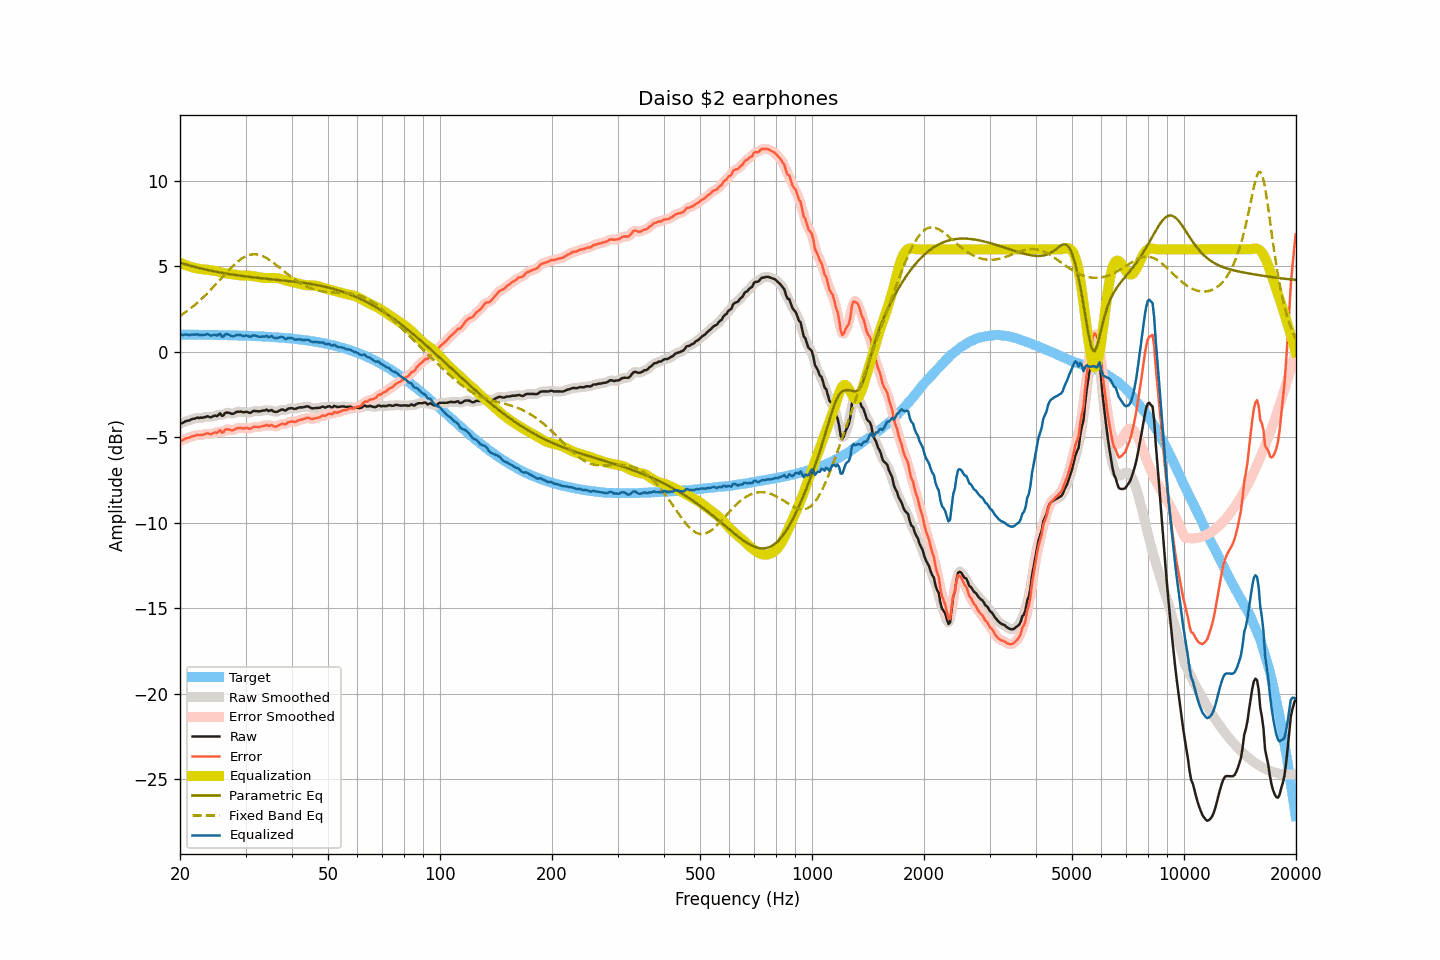 Daiso $2 earphones
Amplitude (dBr)
10
5
0
−5
−10
−15
−20
−25
Target
Raw Smoothed
Error Smoothed
Raw
Error
Equalization
Parametric Eq
Fixed Band Eq
Equalized
20 50 100 200 500 1000 2000 5000 10000 20000
Frequency (Hz)